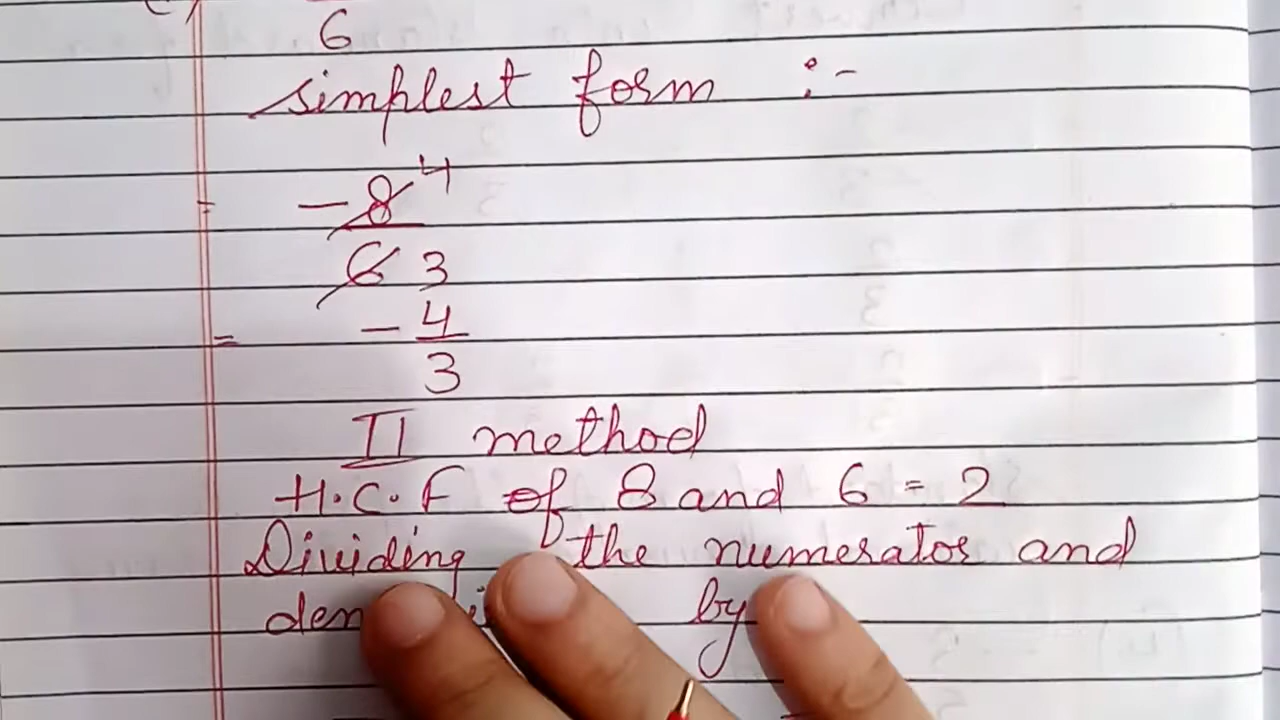 6
simplest form :-
= -8 4
6 3
= -4
3
II method
H.C.F of 8 and 6 = 2
Dividing the numerator and
by